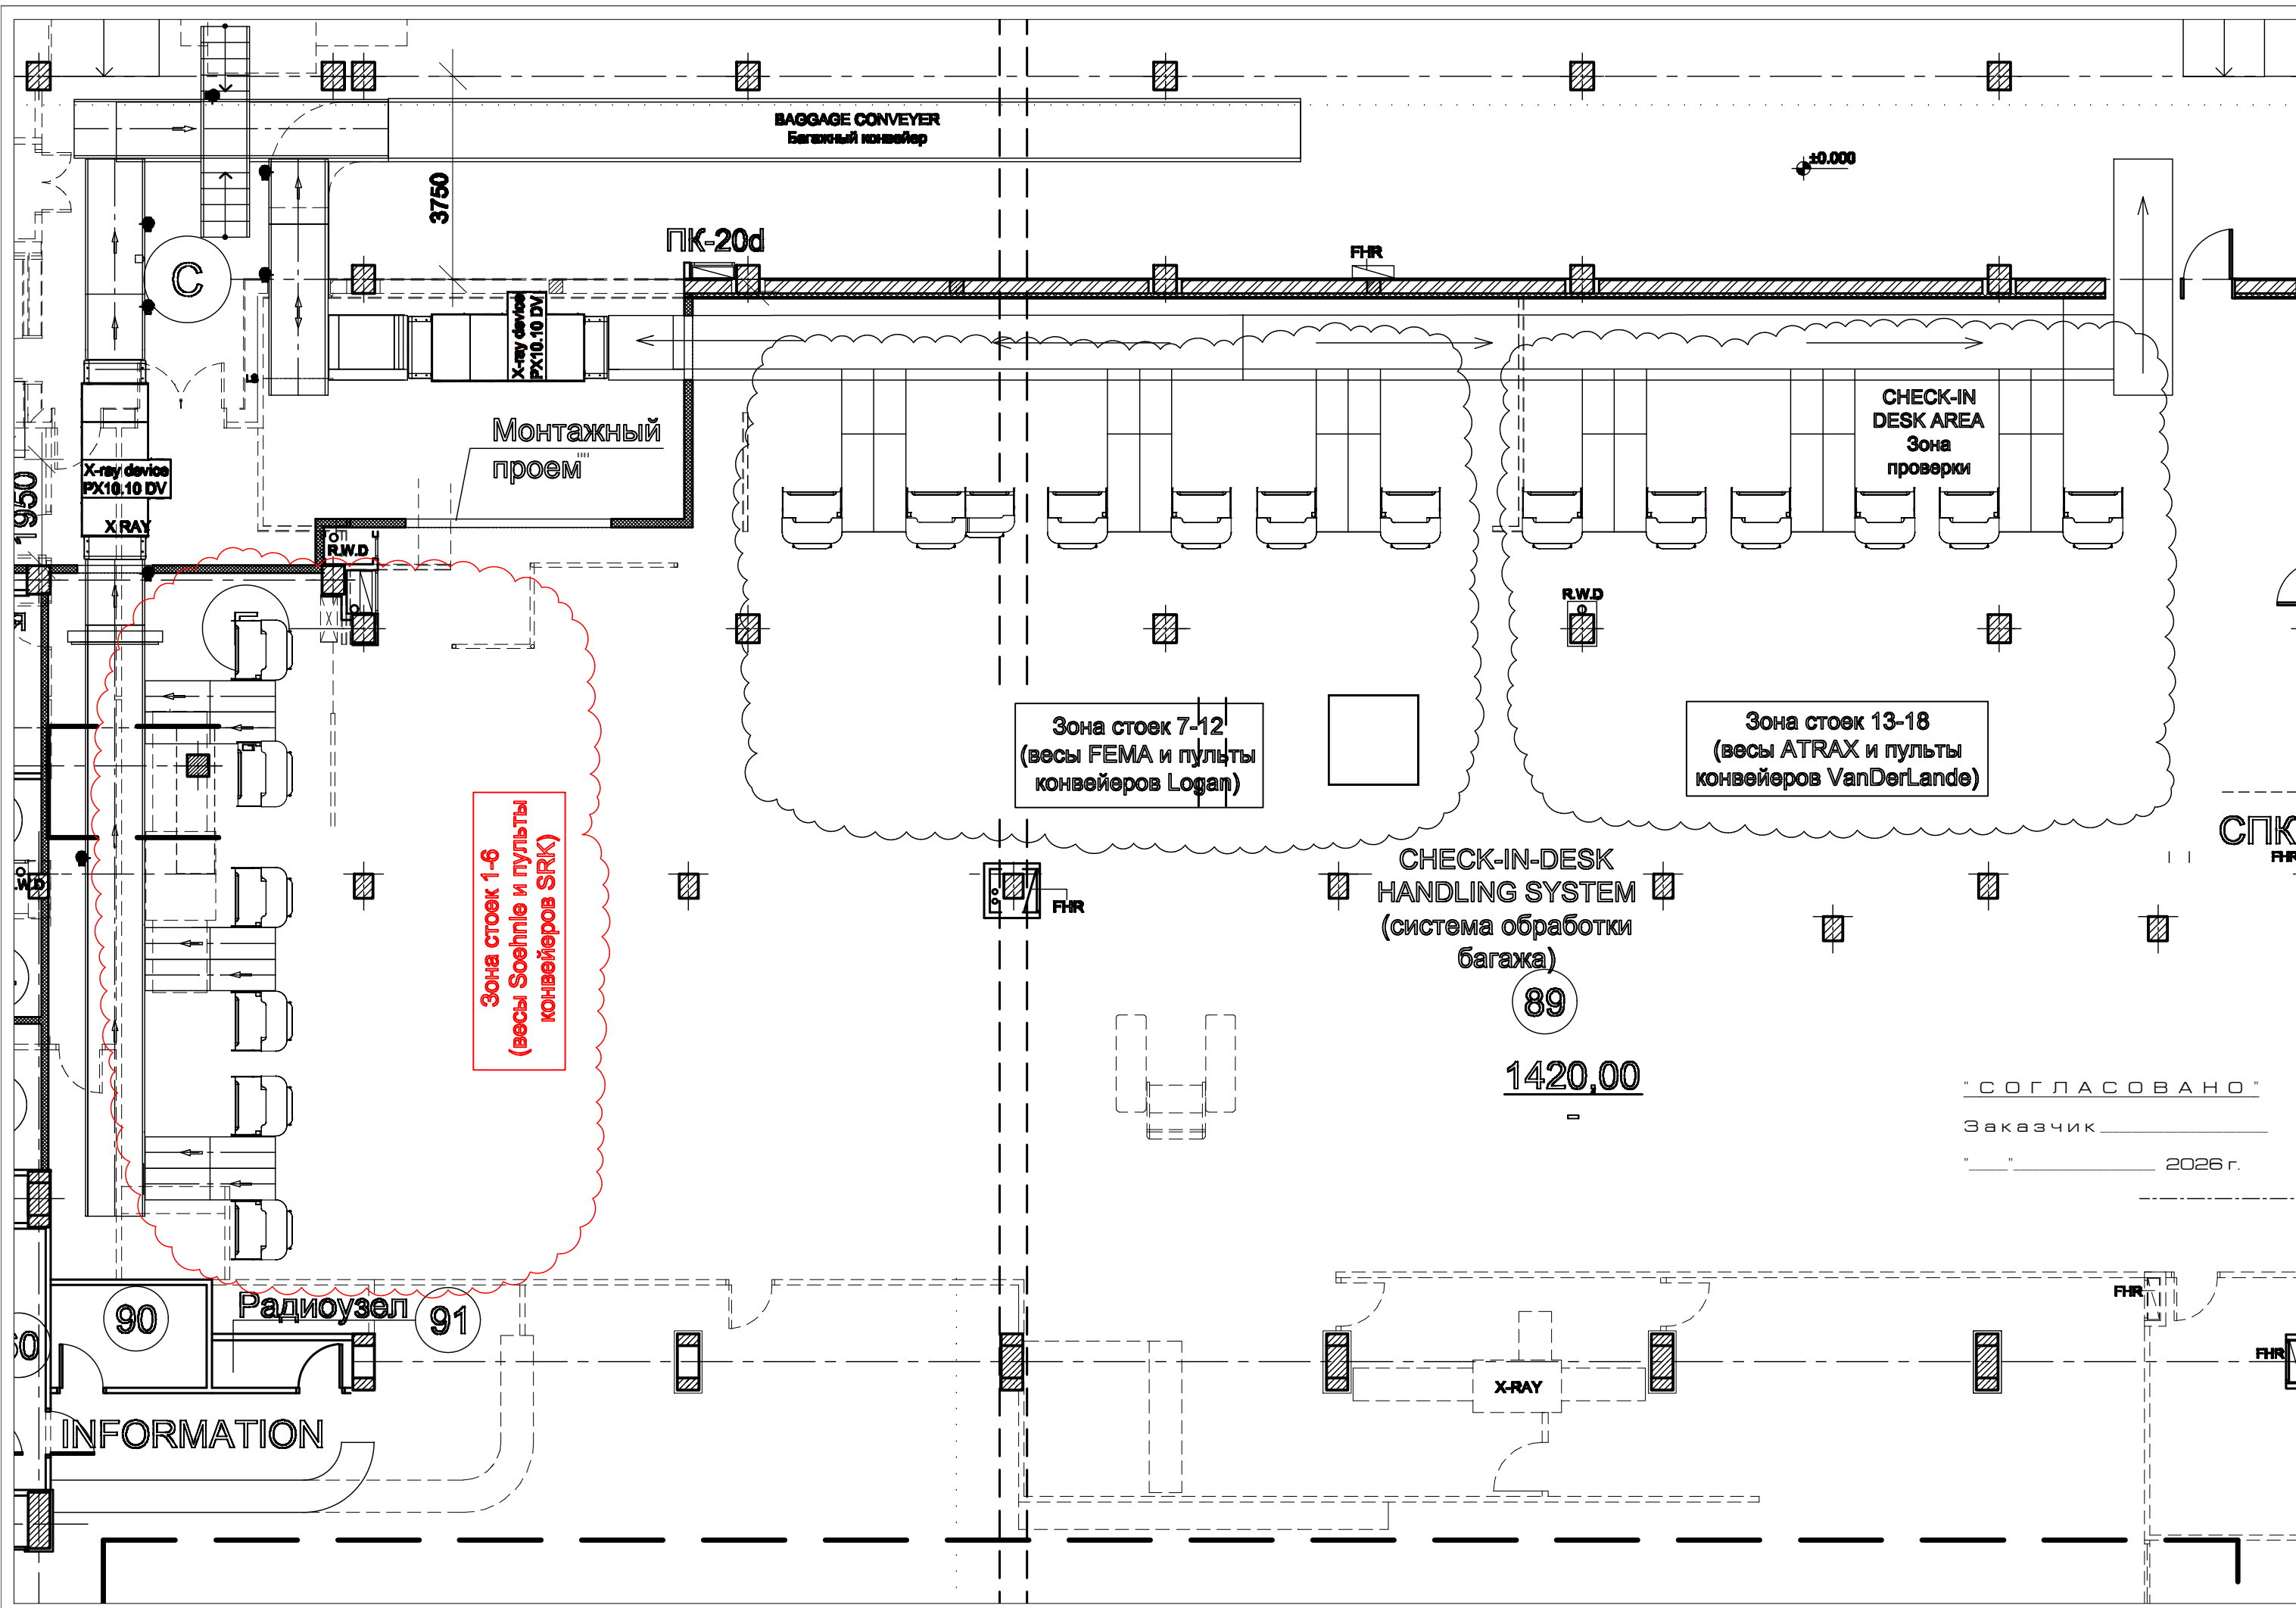 BAGGAGE CONVEYER
Багажный конвейер
±0.000
3750
ПК-20d
FHR
C
X-ray device
PX10.10 DV
Монтажный
проем""
CHECK-IN
DESK AREA
Зона
проверки
X-ray device
PX10.10 DV
X RAY
1950
R.W.D
R.W.D
Зона стоек 7-12
(весы FEMA и пульты
конвейеров Logan)
Зона стоек 13-18
(весы ATRAX и пульты
конвейеров VanDerLande)
Зона стоек 1-6
(весы Soehnle и пульты
конвейеров SRK)
СПК
FHR
.W.D
FHR
CHECK-IN-DESK
HANDLING SYSTEM
(система обработки
багажа)
89
1420,00
-
"СОГЛАСОВАНО"
Заказчик
"___"____________ 2026 г.
FHR
90
Радиоузел
91
60
FHR
X-RAY
INFORMATION